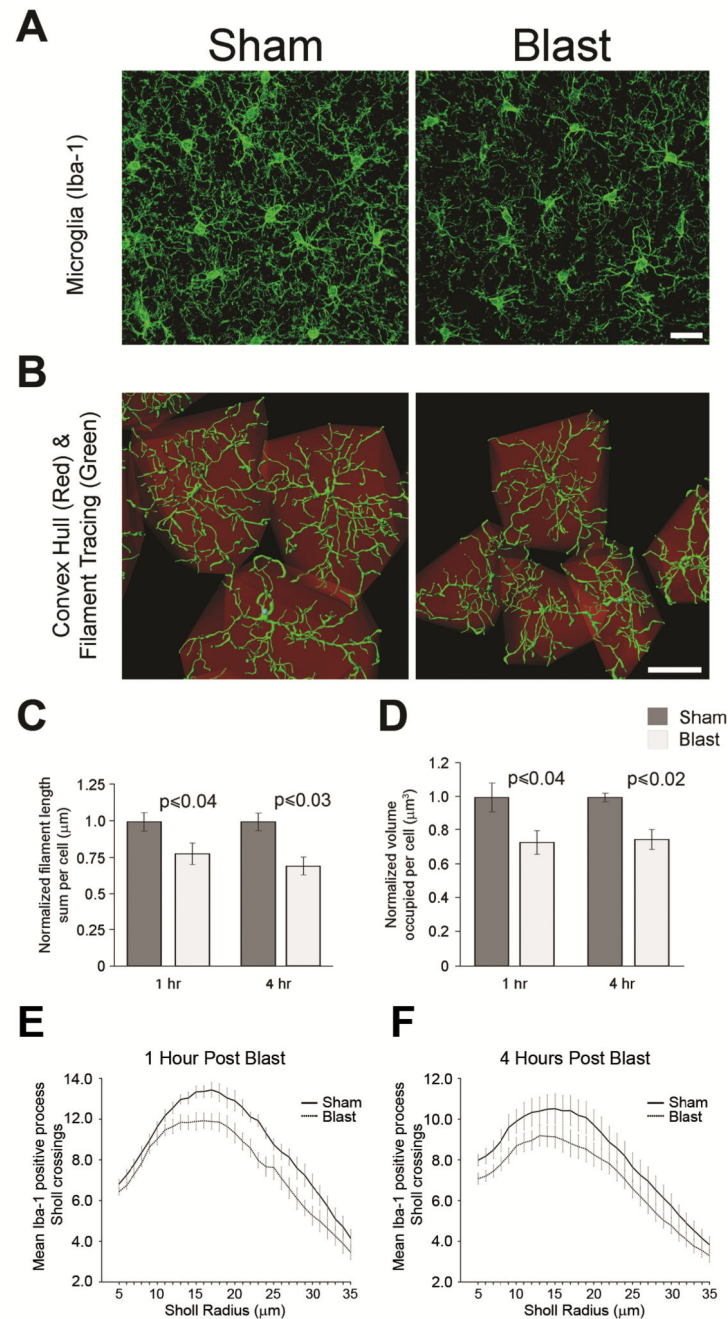 A
Sham
Blast
Microglia (Iba-1)
B
Convex Hull (Red) &
Filament Tracing (Green)
C
Normalized filament length
sum per cell (μm)
1.25
1.0
0.75
0.5
0.25
0
p≤0.04
p≤0.03
1 hr
4 hr
D
Sham
Blast
Normalized volume
occupied per cell (μm³)
1.2
1.0
0.8
0.6
0.4
0.2
0
p≤0.04
p≤0.02
1 hr
4 hr
E
1 Hour Post Blast
Mean Iba-1 positive process
Sholl crossings
14.0
12.0
10.0
8.0
6.0
4.0
2.0
Sham
Blast
5 10 15 20 25 30 35
Sholl Radius (μm)
F
4 Hours Post Blast
Mean Iba-1 positive process
Sholl crossings
12.0
10.0
8.0
6.0
4.0
2.0
Sham
Blast
5 10 15 20 25 30 35
Sholl Radius (μm)